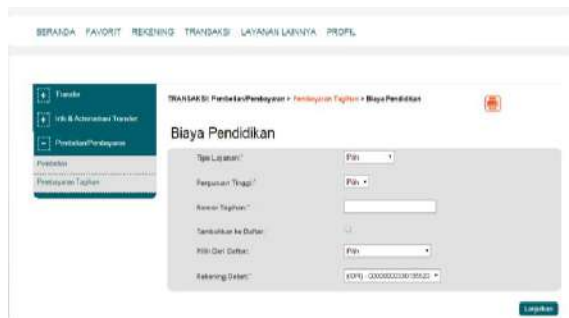 BERANDA FAVORIT REKENING TRANSAKSI LAYANAN LAINNYA PROFIL
Transfer
Info & Administrasi Transfer
Pembelian/Pembayaran
Pembelian
Pembayaran Tagihan
TRANSAKSI: Pembelian/Pembayaran > Pembayaran Tagihan > Biaya Pendidikan
Biaya Pendidikan
Tipe Layanan:* Pilih
Perguruan Tinggi:* Pilih
Nomor Tagihan:*
Tambahkan ke Daftar:
Pilih Dari Daftar: Pilih
Rekening Debet:* (IDR) -
Lanjutkan